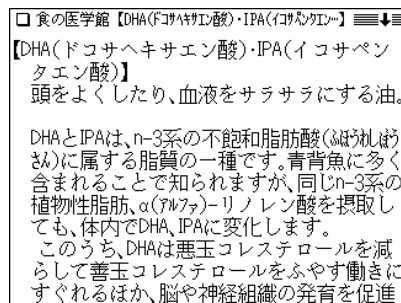 食の医学館【DHA(ﾄﾞｺｻﾍｷｻｴﾝ酸)･IPA(ｲｺｻﾍﾟﾝﾀｴﾝ…】
【DHA(ドコサヘキサエン酸)･IPA(イコサペン
タエン酸)】
頭をよくしたり、血液をサラサラにする油。
DHAとIPAは、n−3系の不飽和脂肪酸(ふほうわしぼう
さん)に属する脂質の一種です。青背魚に多く
含まれることで知られますが、同じn−3系の
植物性脂肪、α(ｱﾙﾌｧ)−リノレン酸を摂取し
ても、体内でDHA、IPAに変化します。
このうち、DHAは悪玉コレステロールを減
らして善玉コレステロールをふやす働きに
すぐれるほか、脳や神経組織の発育を促進